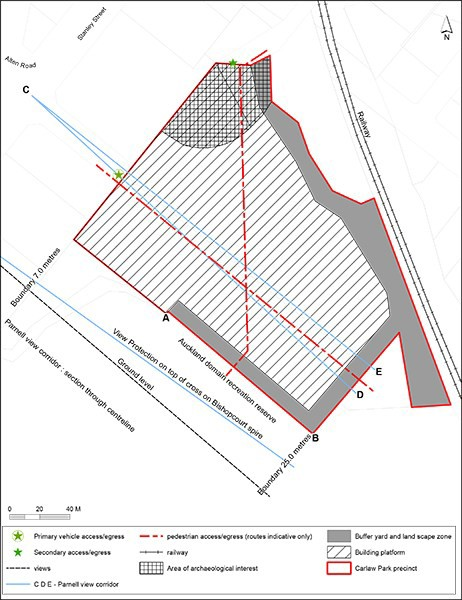 Stanley Street
N
Alten Road
C
Railway
Boundary 7.0 metres
A
Auckland domain recreation reserve
View Protection on top of cross on Bishopcourt spire
Ground level
Parnell view corridor - section through centreline
E
D
B
Boundary 25.0 metres
0 20 40 M
Primary vehicle access/egress
pedestrian access/egress (routes indicative only)
Buffer yard and land scape zone
Secondary access/egress
railway
Building platform
views
Area of archaeological interest
Carlaw Park precinct
C D E - Parnell view corridor